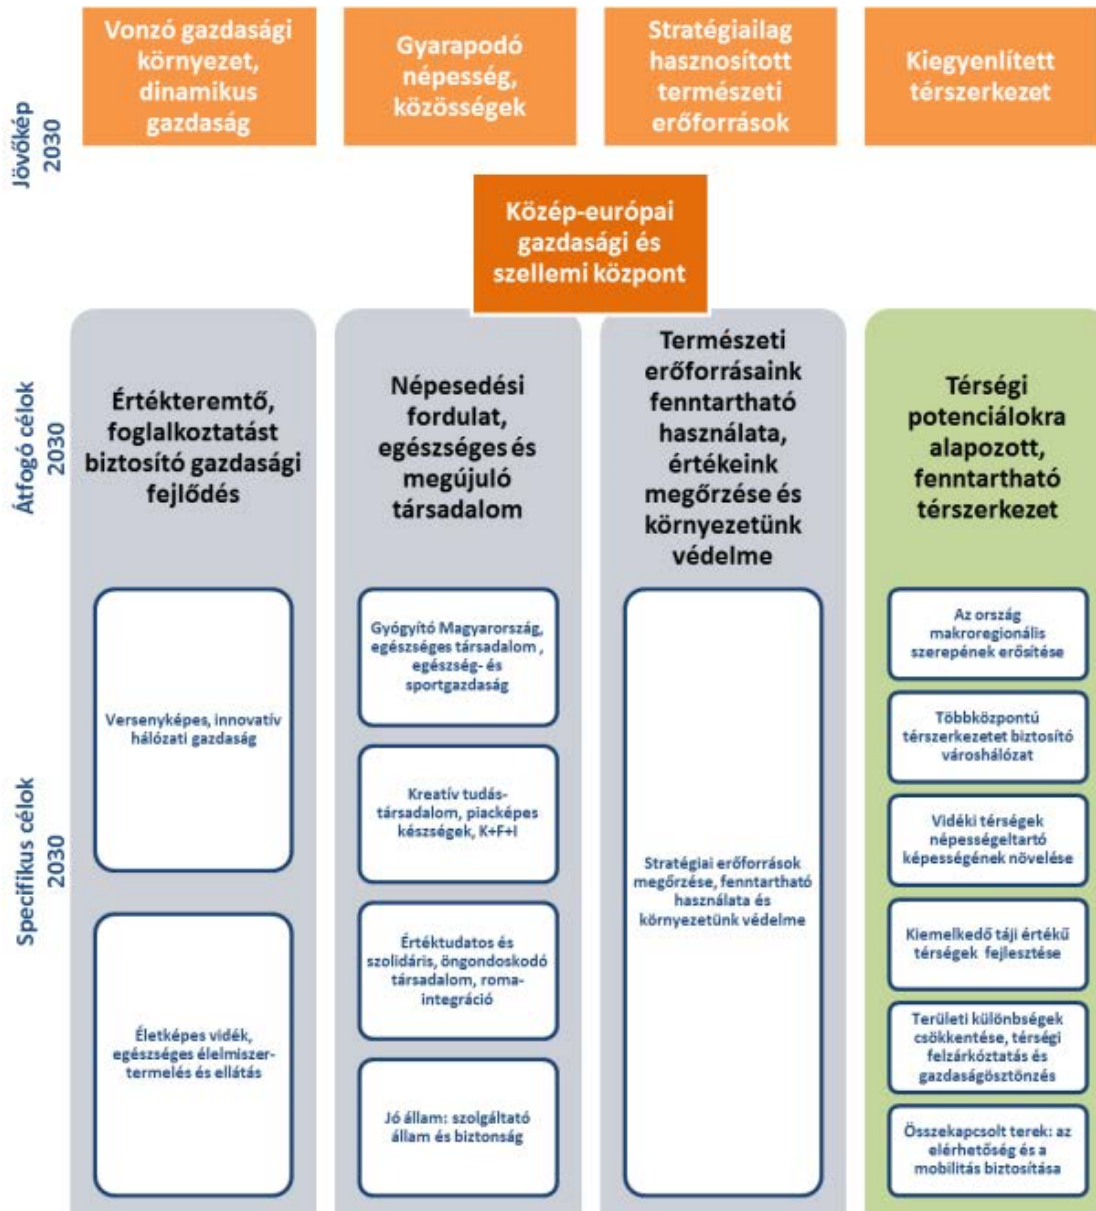 Jövőkép
2030
Vonzó gazdasági
környezet,
dinamikus
gazdaság
Gyarapodó
népesség,
közösségek
Stratégiailag
hasznosított
természeti
erőforrások
Kiegyenlített
térszerkezet
Közép-európai
gazdasági és
szellemi központ
Átfogó célok
2030
Értékteremtő,
foglalkoztatást
biztosító gazdasági
fejlődés
Népesedési
fordulat,
egészséges és
megújuló
társadalom
Természeti
erőforrásaink
fenntartható
használata,
értékeink
megőrzése és
környezetünk
védelme
Térségi
potenciálokra
alapozott,
fenntartható
térszerkezet
Specifikus célok
2030
Versenyképes, innovatív
hálózati gazdaság
Életképes vidék,
egészséges élelmiszer-
termelés és ellátás
Gyógyító Magyarország,
egészséges társadalom ,
egészség- és
sportgazdaság
Kreatív tudás-
társadalom, piacképes
készségek, K+F+I
Értéktudatos és
szolidáris, öngondoskodó
társadalom, roma-
integráció
Jó állam: szolgáltató
állam és biztonság
Stratégiai erőforrások
megőrzése, fenntartható
használata és
környezetünk védelme
Az ország
makroregionális
szerepének erősítése
Többközpontú
térszerkezetet biztosító
városhálózat
Vidéki térségek
népességeltartó
képességének növelése
Kiemelkedő táji értékű
térségek fejlesztése
Területi különbségek
csökkentése, térségi
felzárkóztatás és
gazdaságösztönzés
Összekapcsolt terek: az
elérhetőség és a
mobilitás biztosítása